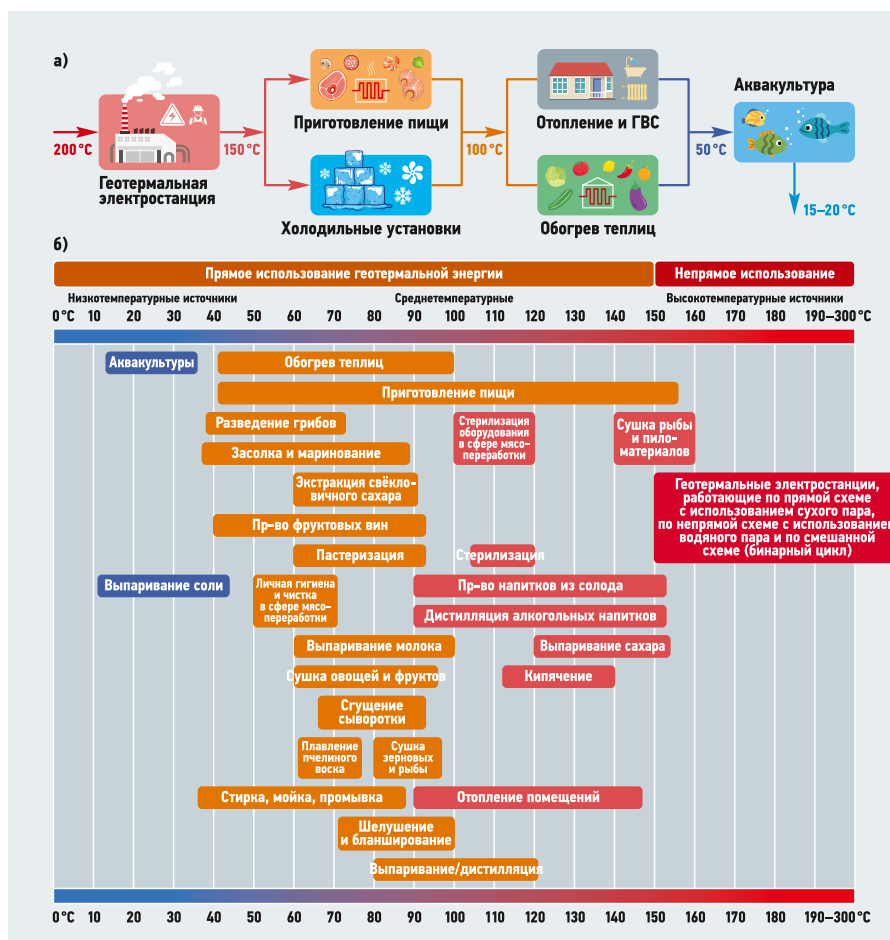 а)
200 °C
Геотермальная
электростанция
150 °C
Приготовление пищи
Холодильные установки
100 °C
Отопление и ГВС
Обогрев теплиц
50 °C
Аквакультура
15–20 °C
б)
Прямое использование геотермальной энергии
Непрямое использование
Низкотемпературные источники
Среднетемпературные
Высокотемпературные источники
0 °C 10 20 30 40 50 60 70 80 90 100 110 120 130 140 150 160 170 180 190–300 °C
Аквакультуры
Обогрев теплиц
Приготовление пищи
Разведение грибов
Стерилизация
оборудования
в сфере мясо-
переработки
Сушка рыбы
и пило-
материалов
Засолка и маринование
Экстракция свёкло-
вичного сахара
Геотермальные электростанции,
работающие по прямой схеме
с использованием сухого пара,
по непрямой схеме с использованием
водяного пара и по смешанной
схеме (бинарный цикл)
Пр–во фруктовых вин
Пастеризация
Стерилизация
Выпаривание соли
Личная гигиена
и чистка
в сфере мясо-
переработки
Пр–во напитков из солода
Дистилляция алкогольных напитков
Выпаривание молока
Выпаривание сахара
Сушка овощей и фруктов
Кипячение
Сгущение
сыворотки
Плавление
пчелиного
воска
Сушка
зерновых
и рыбы
Стирка, мойка, промывка
Отопление помещений
Шелушение
и бланширование
Выпаривание/дистилляция
0 °C 10 20 30 40 50 60 70 80 90 100 110 120 130 140 150 160 170 180 190–300 °C